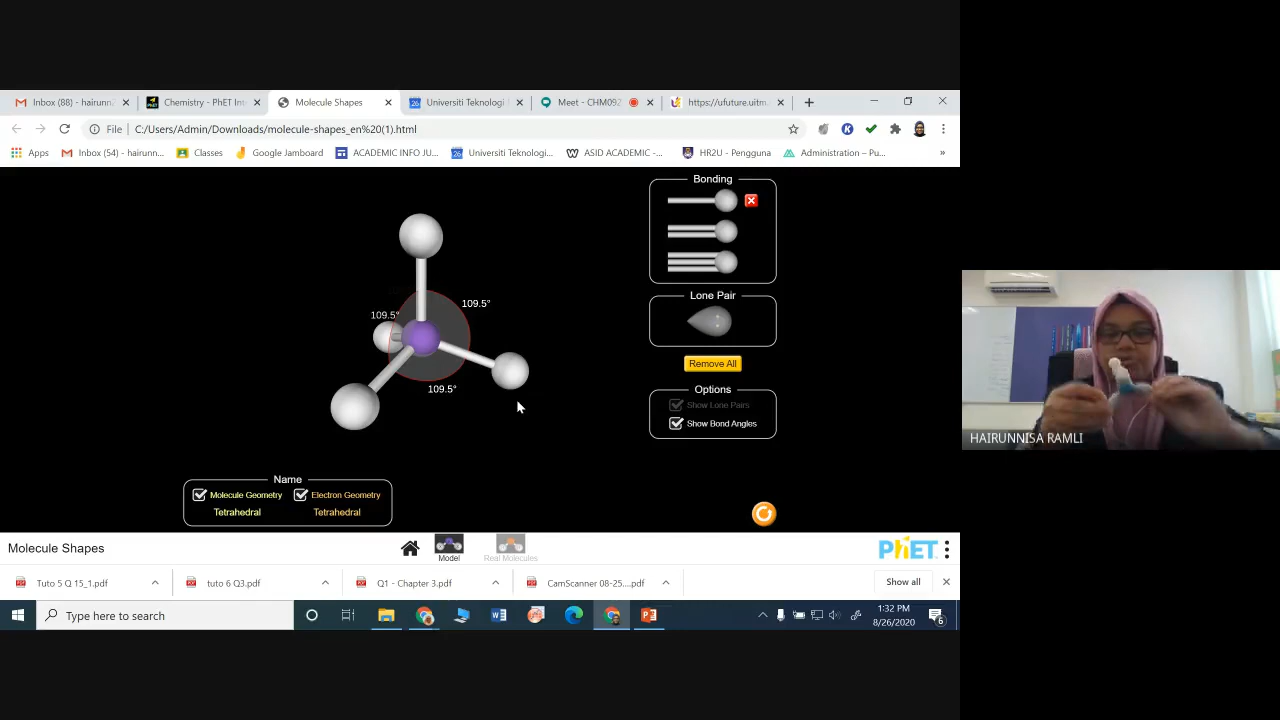 Inbox (88) - hairunn
Chemistry - PhET Int
Molecule Shapes
Universiti Teknologi
Meet - CHM092
https://ufuture.uitm.
File
C:/Users/Admin/Downloads/molecule-shapes_en%20(1).html
Apps
Inbox (54) - hairunn...
Classes
Google Jamboard
ACADEMIC INFO JU...
Universiti Teknologi...
ASID ACADEMIC -...
HR2U - Pengguna
Administration – Pu...
»
Bonding
Lone Pair
Remove All
Options
Show Lone Pairs
Show Bond Angles
109.5°
109.5°
109.5°
Name
Molecule Geometry
Electron Geometry
Tetrahedral
Tetrahedral
HAIRUNNISA RAMLI
Molecule Shapes
Model
Real Molecules
PhET
Tuto 5 Q 15_1.pdf
tuto 6 Q3.pdf
Q1 - Chapter 3.pdf
CamScanner 08-25....pdf
Show all
Type here to search
1:32 PM
8/26/2020
6